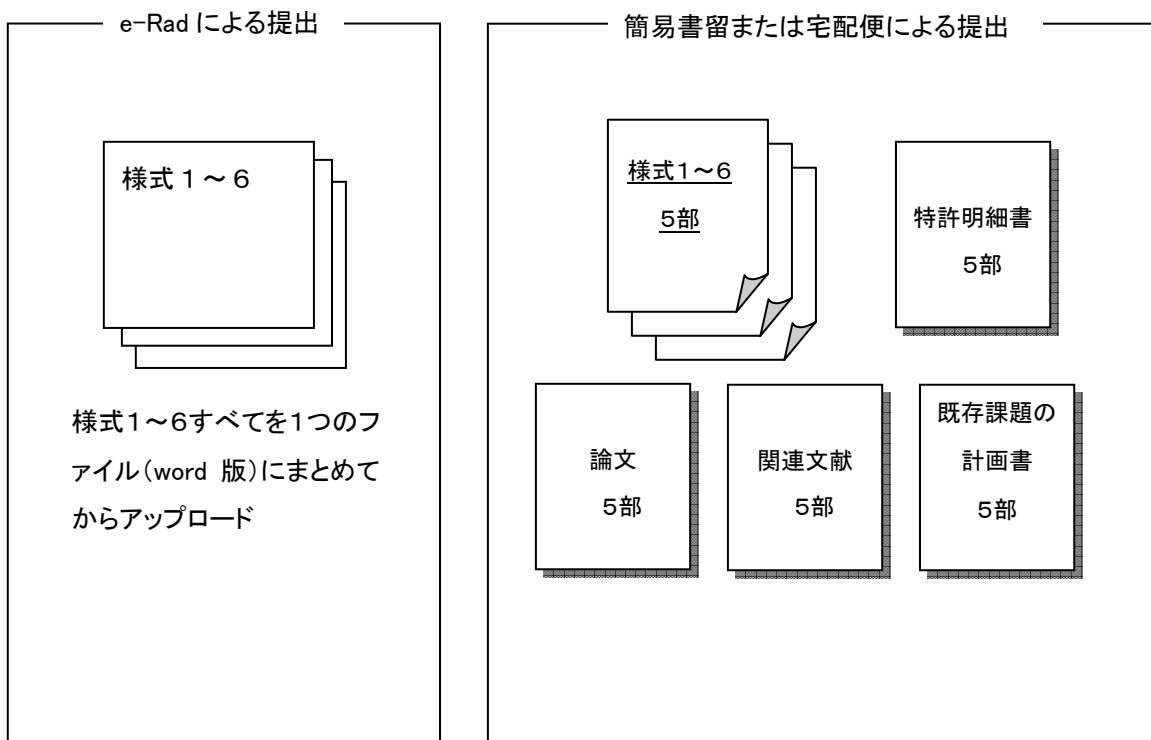 e-Rad による提出
様式 1 ~ 6
様式1~6すべてを1つのフ
ァイル(word 版)にまとめて
からアップロード
簡易書留または宅配便による提出
様式1~6
5部
特許明細書
5部
論文
5部
関連文献
5部
既存課題の
計画書
5部